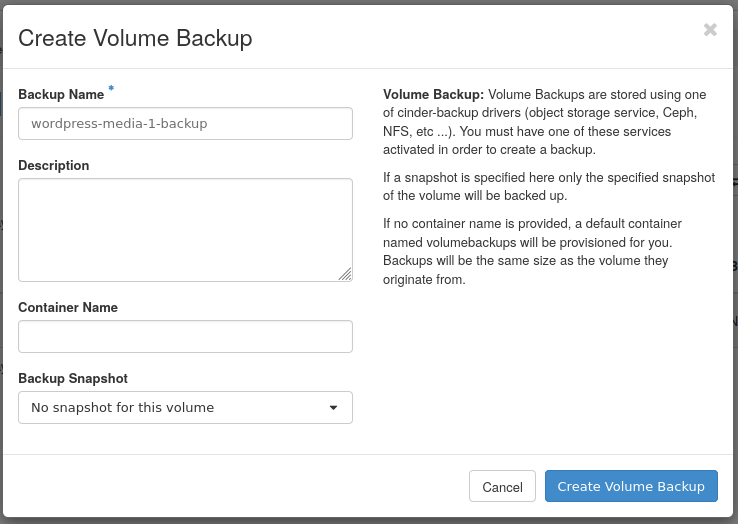 Create Volume Backup
✖
Backup Name *
wordpress-media-1-backup
Description
Container Name
Backup Snapshot
No snapshot for this volume
Volume Backup: Volume Backups are stored using one
of cinder-backup drivers (object storage service, Ceph,
NFS, etc ...). You must have one of these services
activated in order to create a backup.
If a snapshot is specified here only the specified snapshot
of the volume will be backed up.
If no container name is provided, a default container
named volumebackups will be provisioned for you.
Backups will be the same size as the volume they
originate from.
Cancel
Create Volume Backup